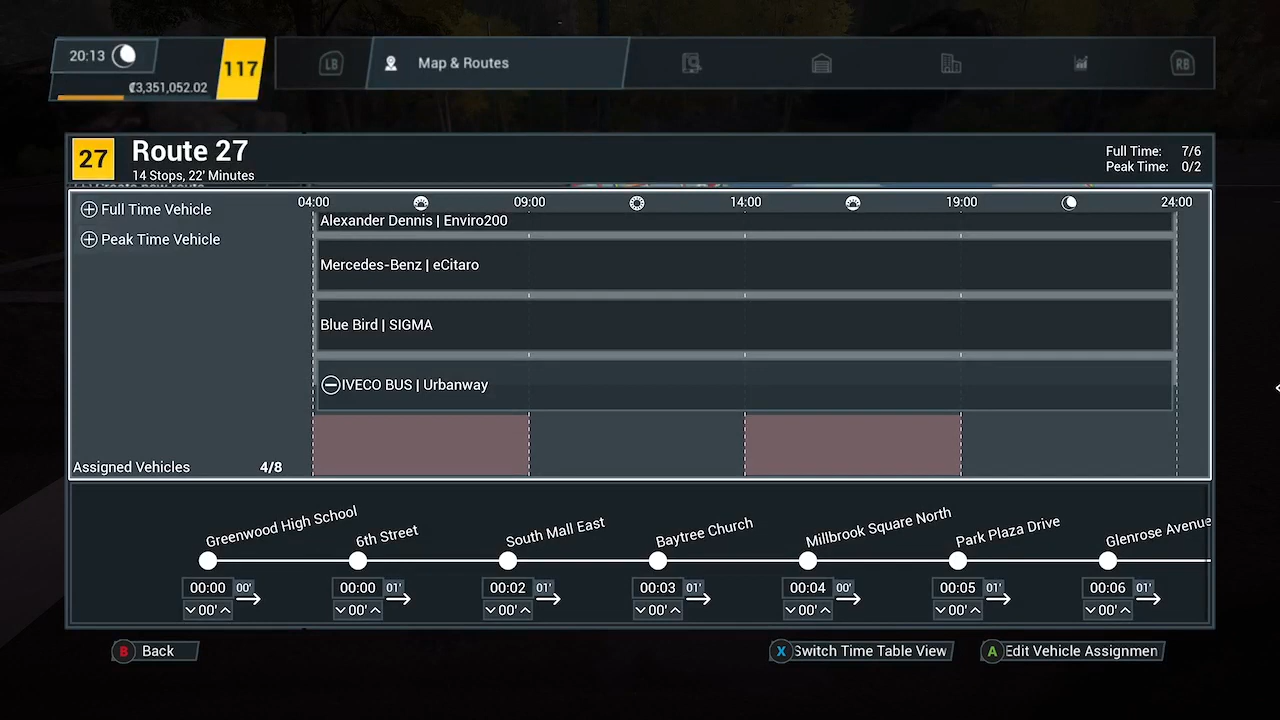 20:13
₡3,351,052.02
117
LB
Map & Routes
RB
27
Route 27
14 Stops, 22' Minutes
Full Time: 7/6
Peak Time: 0/2
04:00 09:00 14:00 19:00 24:00
Full Time Vehicle
Peak Time Vehicle
Alexander Dennis | Enviro200
Mercedes-Benz | eCitaro
Blue Bird | SIGMA
IVECO BUS | Urbanway
Assigned Vehicles 4/8
Greenwood High School
6th Street
South Mall East
Baytree Church
Millbrook Square North
Park Plaza Drive
Glenrose Avenue
00:00 00' 00:00 01' 00:02 01' 00:03 01' 00:04 00' 00:05 01' 00:06 01'
00' 00' 00' 00' 00' 00' 00'
B Back
X Switch Time Table View
A Edit Vehicle Assignmen